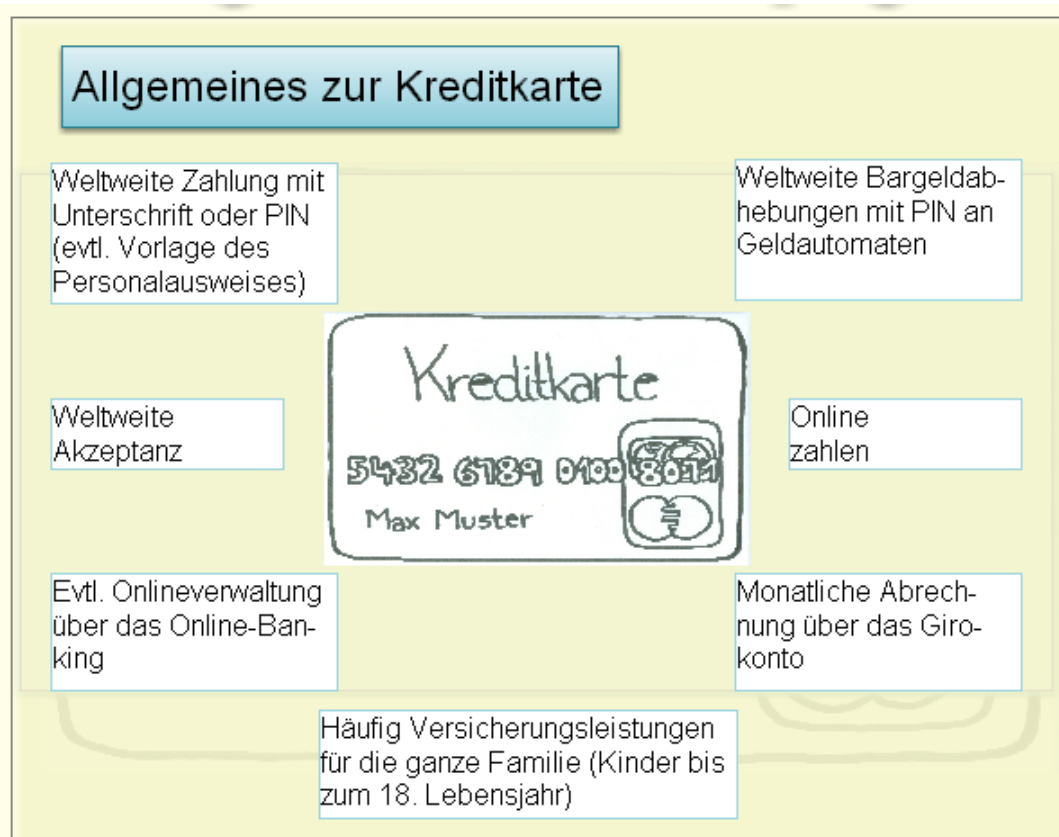 Allgemeines zur Kreditkarte
Weltweite Zahlung mit
Unterschrift oder PIN
(evtl. Vorlage des
Personalausweises)
Weltweite Bargeldab-
hebungen mit PIN an
Geldautomaten
Kreditkarte
5432 6789 0100 8011
Max Muster
Weltweite
Akzeptanz
Online
zahlen
Evtl. Onlineverwaltung
über das Online-Ban-
king
Monatliche Abrech-
nung über das Giro-
konto
Häufig Versicherungsleistungen
für die ganze Familie (Kinder bis
zum 18. Lebensjahr)